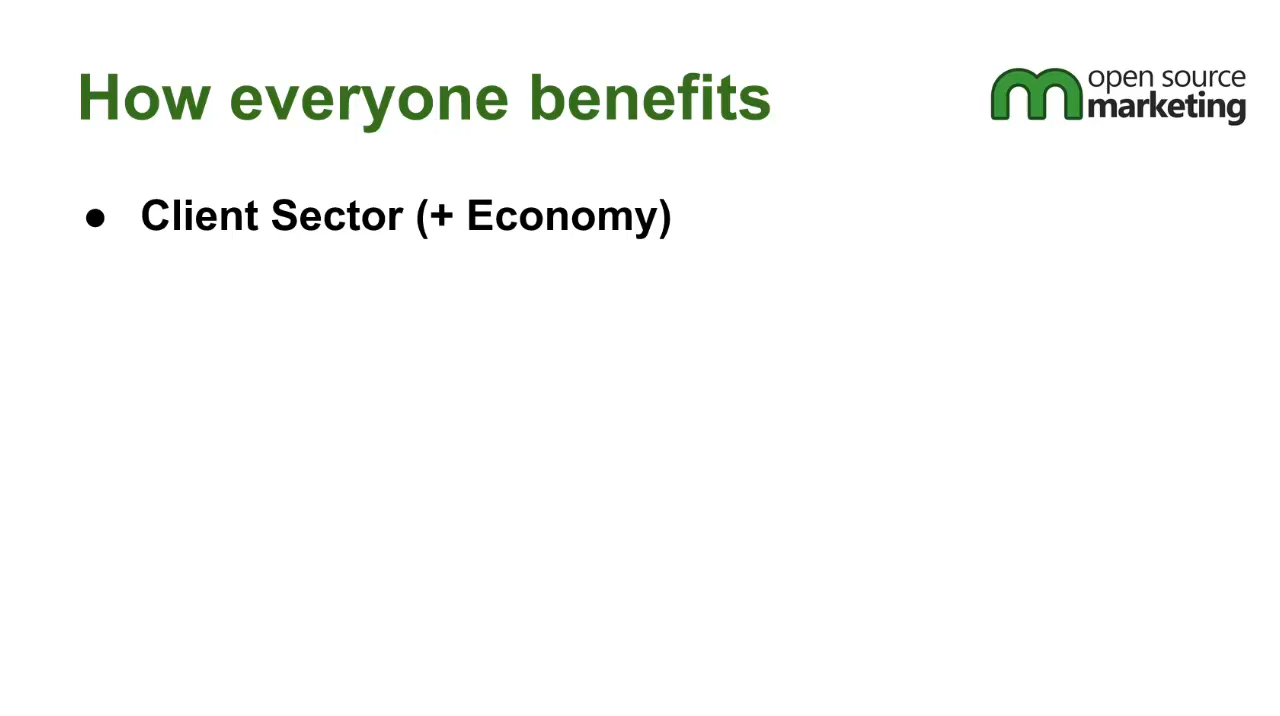 How everyone benefits
open source
marketing
● Client Sector (+ Economy)